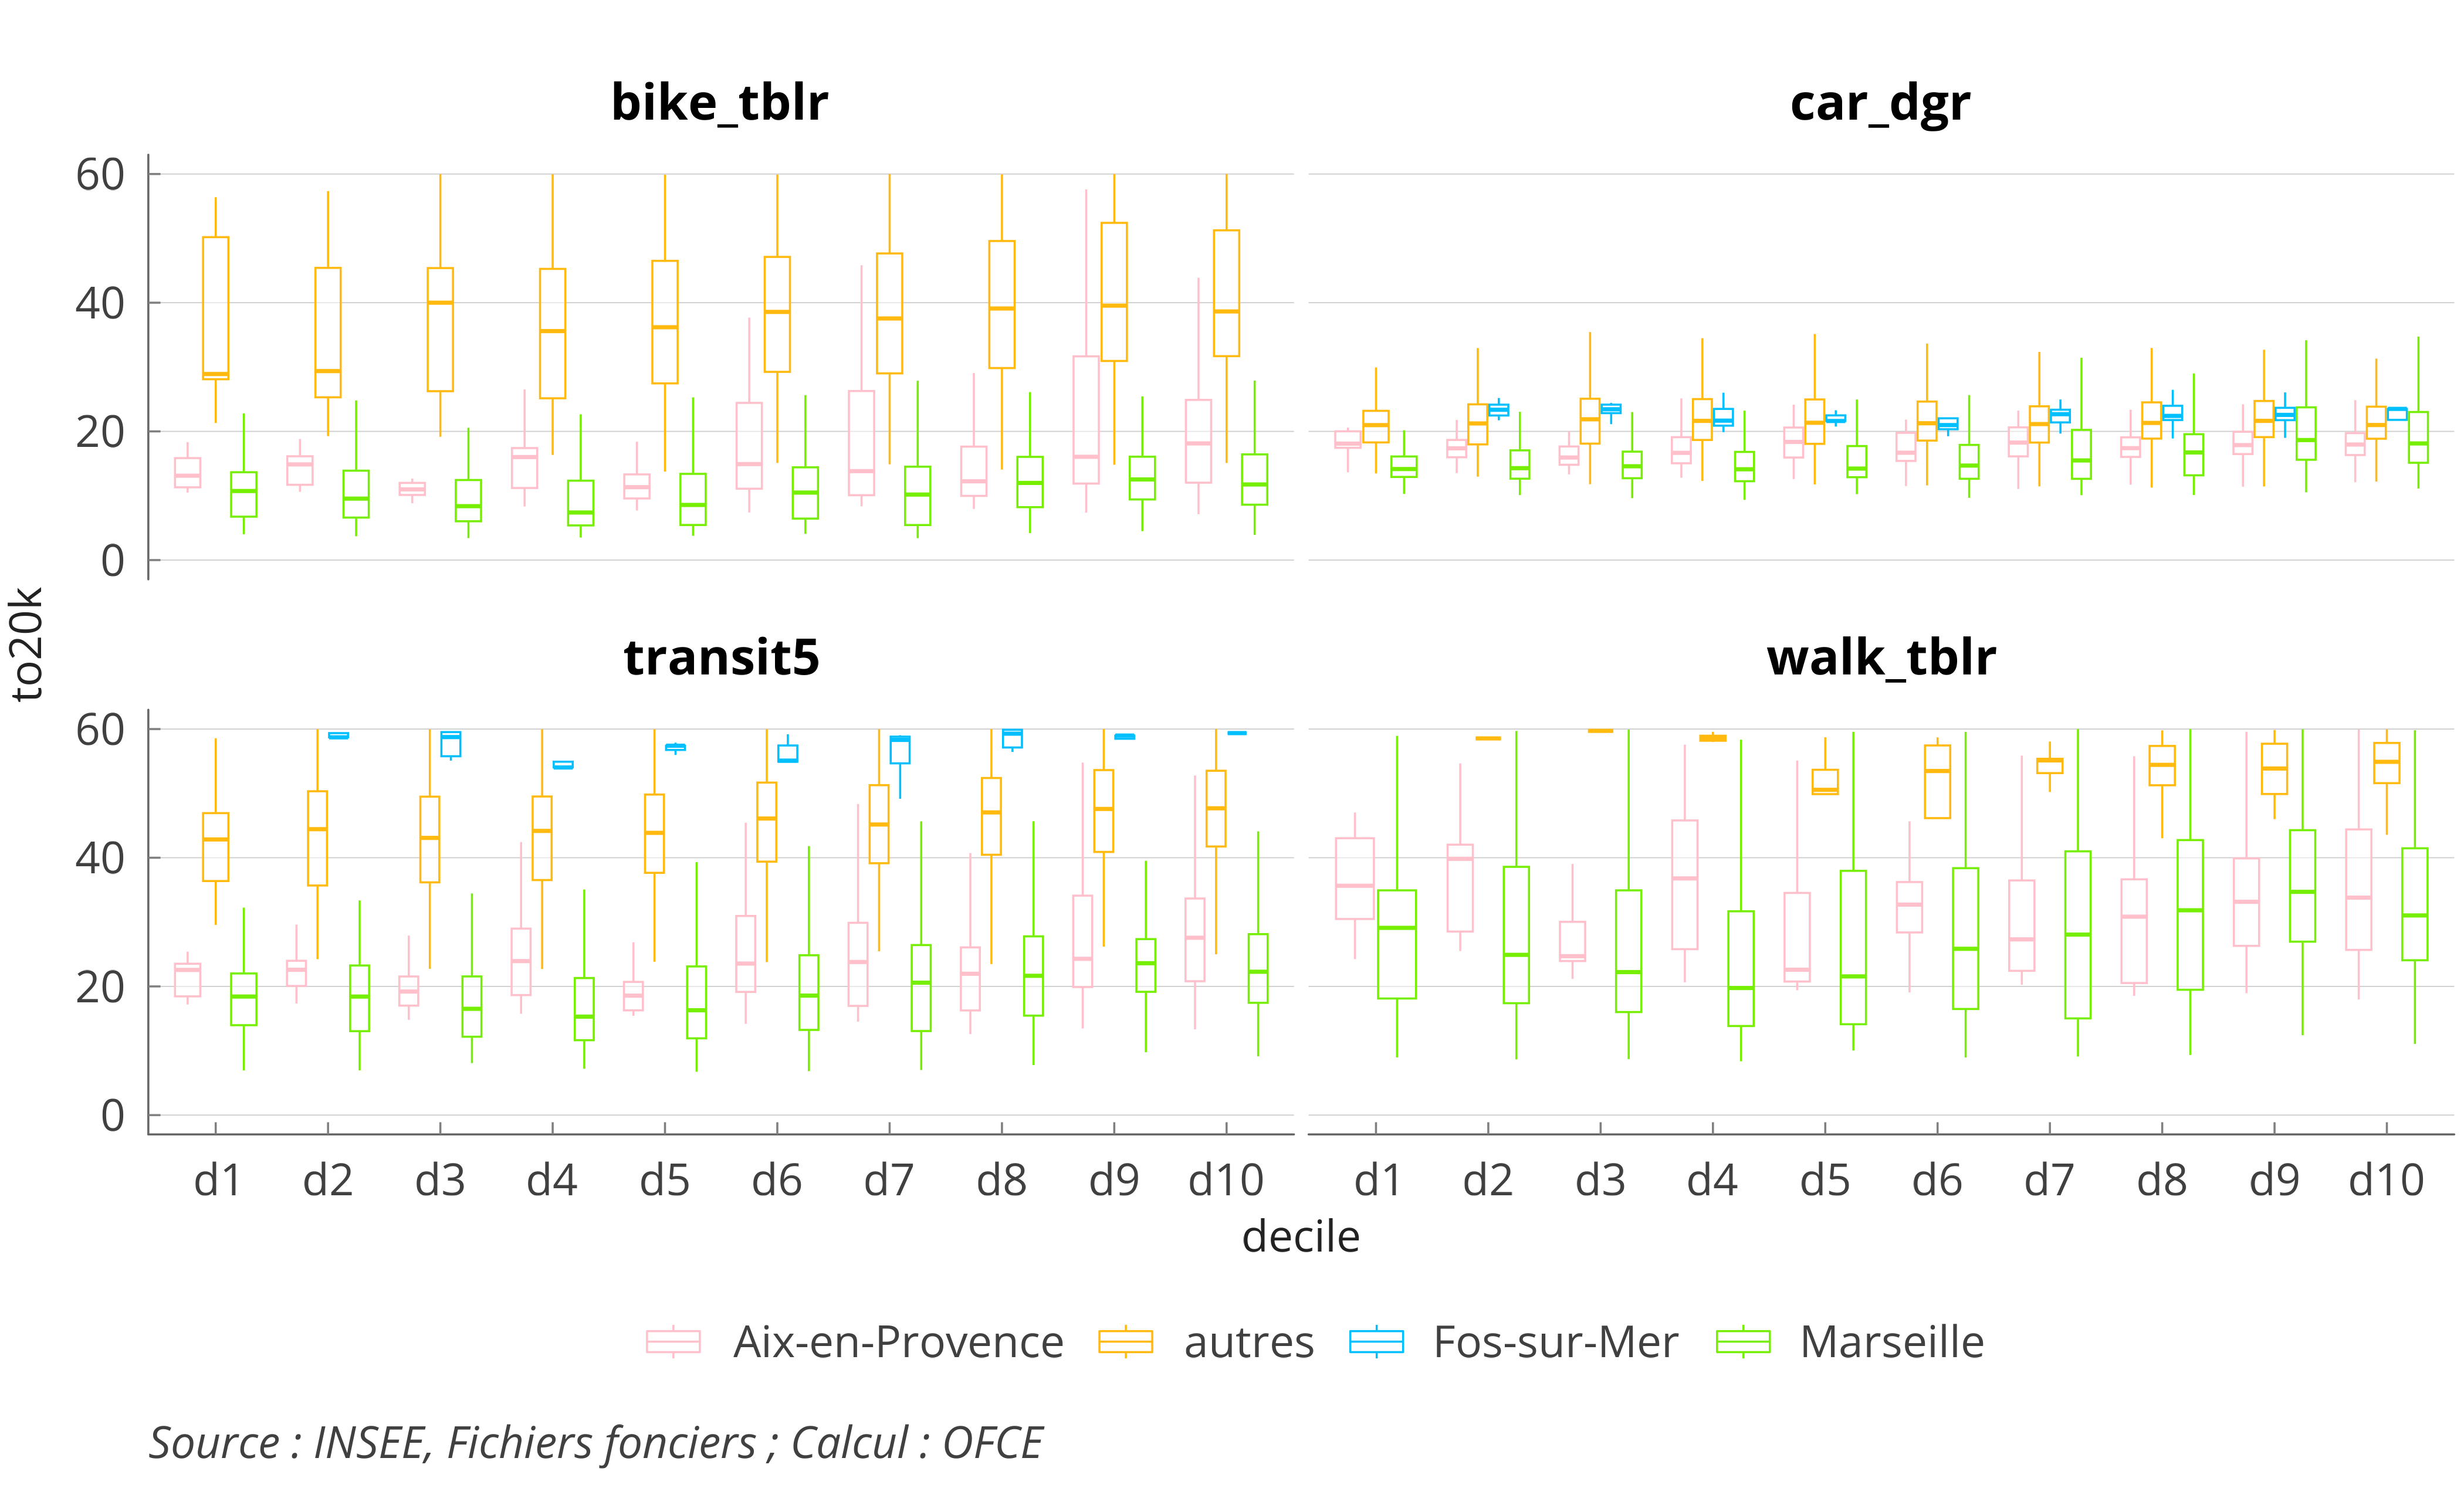 bike_tblr
car_dgr
60
40
20
0
to20k
transit5
walk_tblr
60
40
20
0
d1 d2 d3 d4 d5 d6 d7 d8 d9 d10 d1 d2 d3 d4 d5 d6 d7 d8 d9 d10
decile
Aix-en-Provence autres Fos-sur-Mer Marseille
Source : INSEE, Fichiers fonciers ; Calcul : OFCE